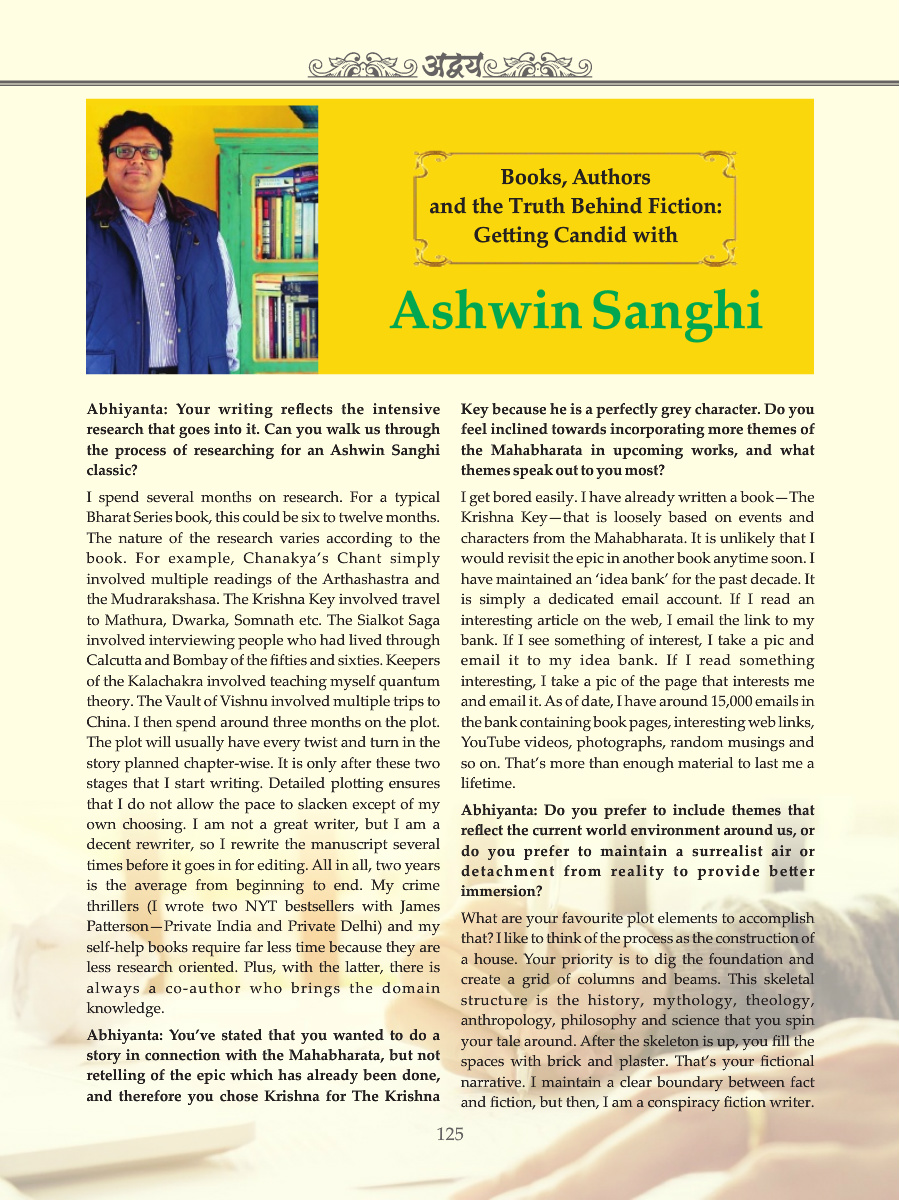 अद्वय
Books, Authors
and the Truth Behind Fiction:
Getting Candid with
Ashwin Sanghi
Abhiyanta: Your writing reflects the intensive
research that goes into it. Can you walk us through
the process of researching for an Ashwin Sanghi
classic?
I spend several months on research. For a typical
Bharat Series book, this could be six to twelve months.
The nature of the research varies according to the
book. For example, Chanakya's Chant simply
involved multiple readings of the Arthashastra and
the Mudrarakshasa. The Krishna Key involved travel
to Mathura, Dwarka, Somnath etc. The Sialkot Saga
involved interviewing people who had lived through
Calcutta and Bombay of the fifties and sixties. Keepers
of the Kalachakra involved teaching myself quantum
theory. The Vault of Vishnu involved multiple trips to
China. I then spend around three months on the plot.
The plot will usually have every twist and turn in the
story planned chapter-wise. It is only after these two
stages that I start writing. Detailed plotting ensures
that I do not allow the pace to slacken except of my
own choosing. I am not a great writer, but I am a
decent rewriter, so I rewrite the manuscript several
times before it goes in for editing. All in all, two years
is the average from beginning to end. My crime
thrillers (I wrote two NYT bestsellers with James
Patterson—Private India and Private Delhi) and my
self-help books require far less time because they are
less research oriented. Plus, with the latter, there is
always a co-author who brings the domain
knowledge.
Abhiyanta: You've stated that you wanted to do a
story in connection with the Mahabharata, but not
retelling of the epic which has already been done,
and therefore you chose Krishna for The Krishna
Key because he is a perfectly grey character. Do you
feel inclined towards incorporating more themes of
the Mahabharata in upcoming works, and what
themes speak out to you most?
I get bored easily. I have already written a book—The
Krishna Key—that is loosely based on events and
characters from the Mahabharata. It is unlikely that I
would revisit the epic in another book anytime soon. I
have maintained an 'idea bank' for the past decade. It
is simply a dedicated email account. If I read an
interesting article on the web, I email the link to my
bank. If I see something of interest, I take a pic and
email it to my idea bank. If I read something
interesting, I take a pic of the page that interests me
and email it. As of date, I have around 15,000 emails in
the bank containing book pages, interesting web links,
YouTube videos, photographs, random musings and
so on. That's more than enough material to last me a
lifetime.
Abhiyanta: Do you prefer to include themes that
reflect the current world environment around us, or
do you prefer to maintain a surrealist air or
detachment from reality to provide better
immersion?
What are your favourite plot elements to accomplish
that? I like to think of the process as the construction of
a house. Your priority is to dig the foundation and
create a grid of columns and beams. This skeletal
structure is the history, mythology, theology,
anthropology, philosophy and science that you spin
your tale around. After the skeleton is up, you fill the
spaces with brick and plaster. That's your fictional
narrative. I maintain a clear boundary between fact
and fiction, but then, I am a conspiracy fiction writer.
125